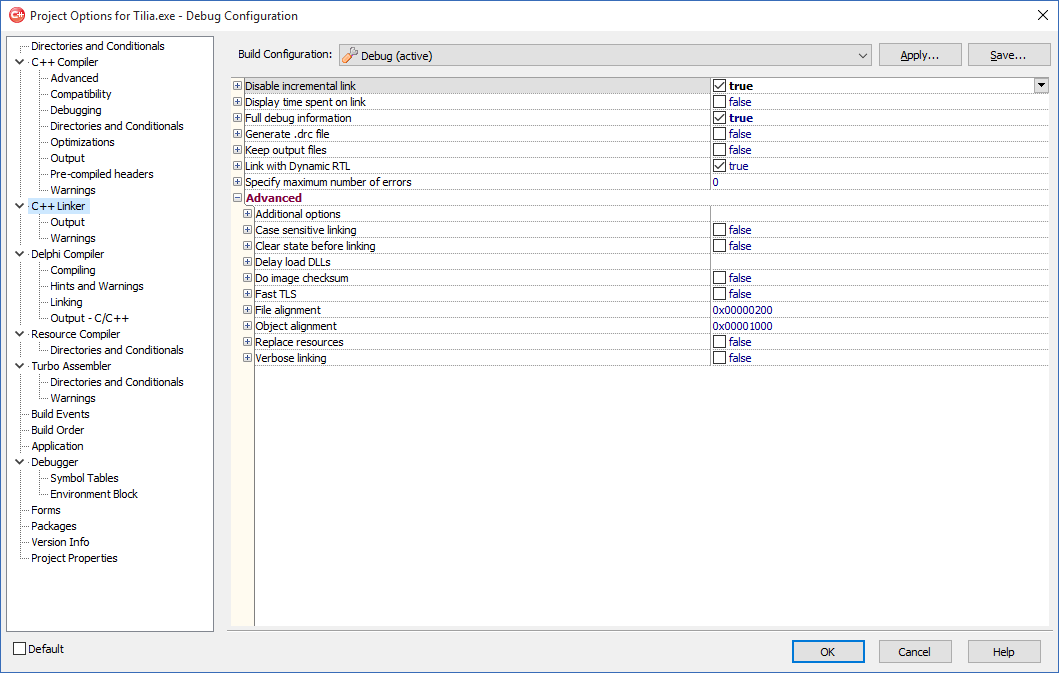 Project Options for Tilia.exe - Debug Configuration
Directories and Conditionals
C++ Compiler
Advanced
Compatibility
Debugging
Directories and Conditionals
Optimizations
Output
Pre-compiled headers
Warnings
C++ Linker
Output
Warnings
Delphi Compiler
Compiling
Hints and Warnings
Linking
Output - C/C++
Resource Compiler
Directories and Conditionals
Turbo Assembler
Directories and Conditionals
Warnings
Build Events
Build Order
Application
Debugger
Symbol Tables
Environment Block
Forms
Packages
Version Info
Project Properties
Build Configuration: Debug (active) Apply... Save...
Disable incremental link true
Display time spent on link false
Full debug information true
Generate .drc file false
Keep output files false
Link with Dynamic RTL true
Specify maximum number of errors 0
Advanced
Additional options
Case sensitive linking false
Clear state before linking false
Delay load DLLs
Do image checksum false
Fast TLS false
File alignment 0x00000200
Object alignment 0x00001000
Replace resources false
Verbose linking false
Default OK Cancel Help